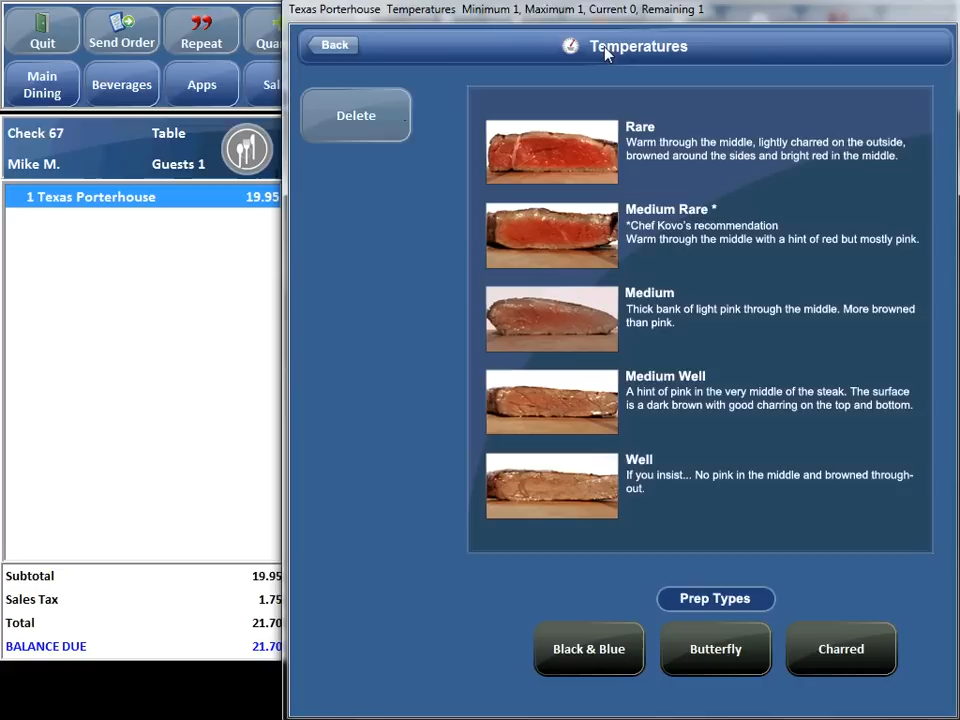 Texas Porterhouse Temperatures Minimum 1, Maximum 1, Current 0, Remaining 1
Quit
Send Order
Repeat
Main Dining
Beverages
Apps
Back
Temperatures
Delete
Check 67
Table
Mike M.
Guests 1
1 Texas Porterhouse 19.95
Rare
Warm through the middle, lightly charred on the outside,
browned around the sides and bright red in the middle.
Medium Rare *
*Chef Kovo's recommendation
Warm through the middle with a hint of red but mostly pink.
Medium
Thick bank of light pink through the middle. More browned
than pink.
Medium Well
A hint of pink in the very middle of the steak. The surface
is a dark brown with good charring on the top and bottom.
Well
If you insist... No pink in the middle and browned through-
out.
Subtotal 19.95
Sales Tax 1.75
Total 21.70
BALANCE DUE 21.70
Prep Types
Black & Blue
Butterfly
Charred